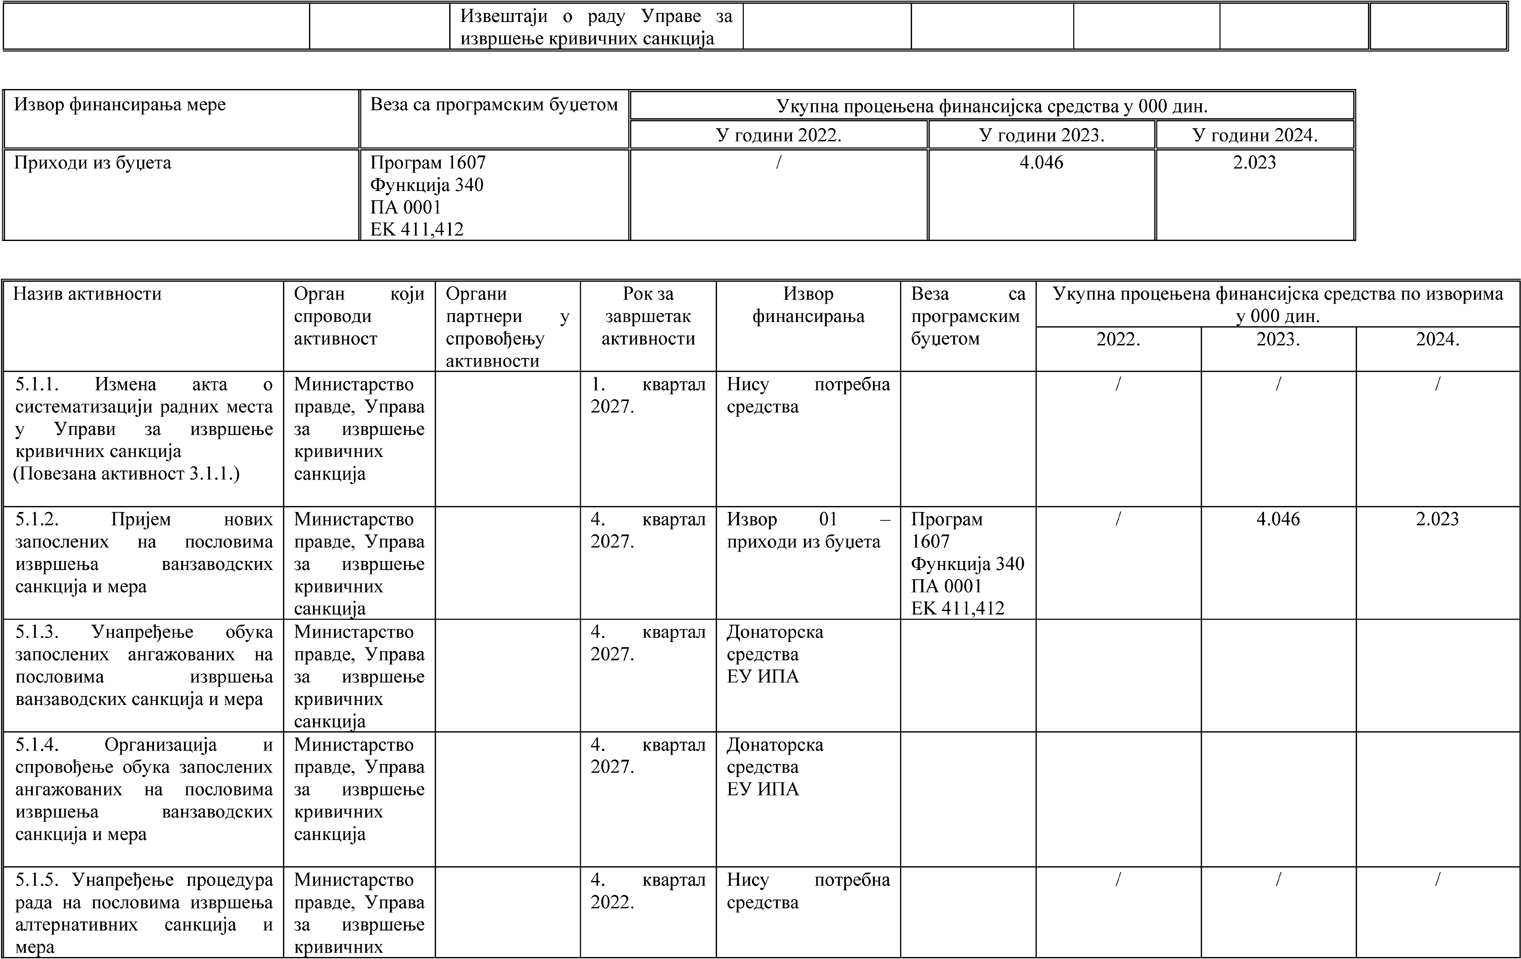 Извештаји о раду Управе за
извршење кривичних санкција
Извор финансирања мере
Веза са програмским буџетом
Укупна процењена финансијска средства у 000 дин.
У години 2022.
У години 2023.
У години 2024.
Приходи из буџета
Програм 1607
Функција 340
ПА 0001
ЕК 411,412
/
4.046
2.023
Назив активности
Орган који
спроводи
активност
Органи
партнери у
спровођењу
активности
Рок за
завршетак
активности
Извор
финансирања
Веза са
програмским
буџетом
Укупна процењена финансијска средства по изворима
у 000 дин.
2022.
2023.
2024.
5.1.1. Измена акта о
систематизацији радних места
у Управи за извршење
кривичних санкција
(Повезана активност 3.1.1.)
Министарство
правде, Управа
за извршење
кривичних
санкција
1. квартал
2027.
Нису потребна
средства
/
/
/
5.1.2. Пријем нових
запослених на пословима
извршења ванзаводских
санкција и мера
Министарство
правде, Управа
за извршење
кривичних
санкција
4. квартал
2027.
Извор 01 –
приходи из буџета
Програм
1607
Функција 340
ПА 0001
ЕК 411,412
/
4.046
2.023
5.1.3. Унапређење обука
запослених ангажованих на
пословима извршења
ванзаводских санкција и мера
Министарство
правде, Управа
за извршење
кривичних
санкција
4. квартал
2027.
Донаторска
средства
ЕУ ИПА
5.1.4. Организација и
спровођење обука запослених
ангажованих на пословима
извршења ванзаводских
санкција и мера
Министарство
правде, Управа
за извршење
кривичних
санкција
4. квартал
2027.
Донаторска
средства
ЕУ ИПА
5.1.5. Унапређење процедура
рада на пословима извршења
алтернативних санкција и
мера
Министарство
правде, Управа
за извршење
кривичних
4. квартал
2022.
Нису потребна
средства
/
/
/